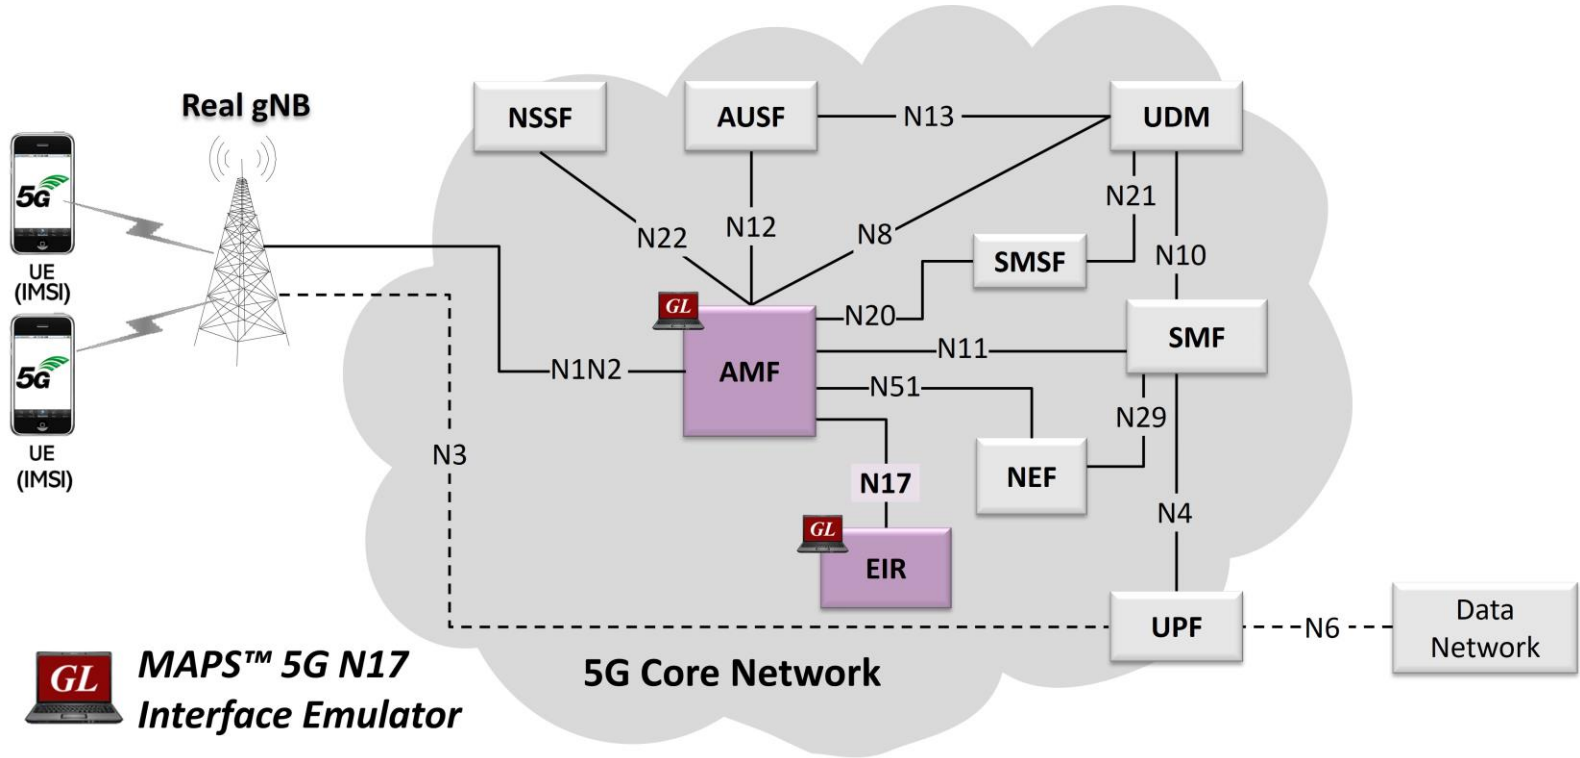 Real gNB
NSSF
AUSF
N13
UDM
5G
UE
(IMSI)
N22
N12
N8
N21
SMSF
N10
GL
N20
SMF
5G
N1N2
AMF
N11
N51
N29
UE
(IMSI)
N3
N17
NEF
N4
GL
EIR
UPF
N6
Data
Network
GL
MAPS™ 5G N17
Interface Emulator
5G Core Network